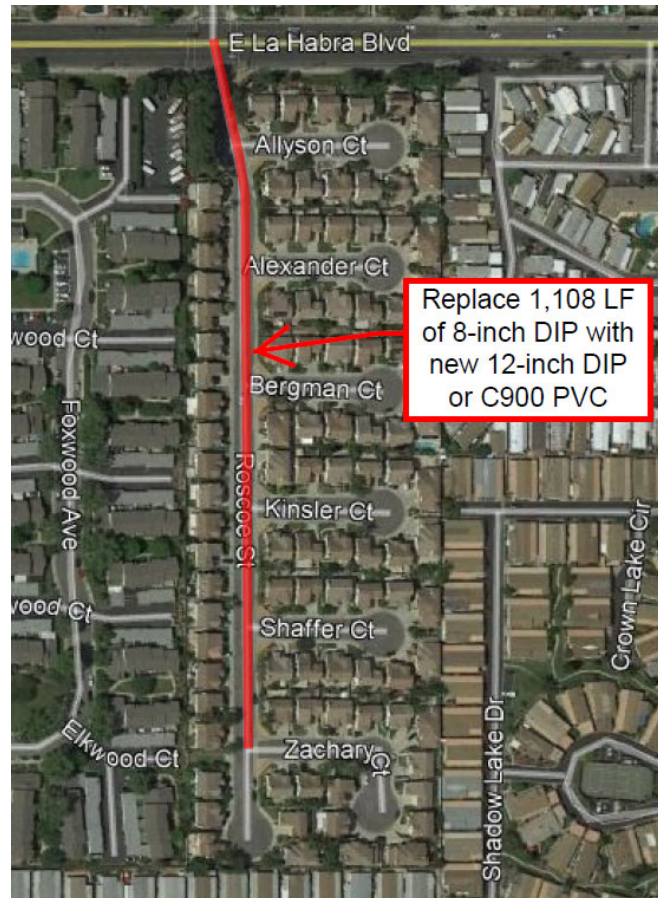 E La Habra Blvd
Allyson Ct
Alexander Ct
Replace 1,108 LF
of 8-inch DIP with
new 12-inch DIP
or C900 PVC
wood Ct
Bergman Ct
Foxwood Ave
Roscoe St
Kinsler Ct
Crown Lake Cir
wood Ct
Shaffer Ct
Elkwood Ct
Zachary Ct
Shadow Lake Dr